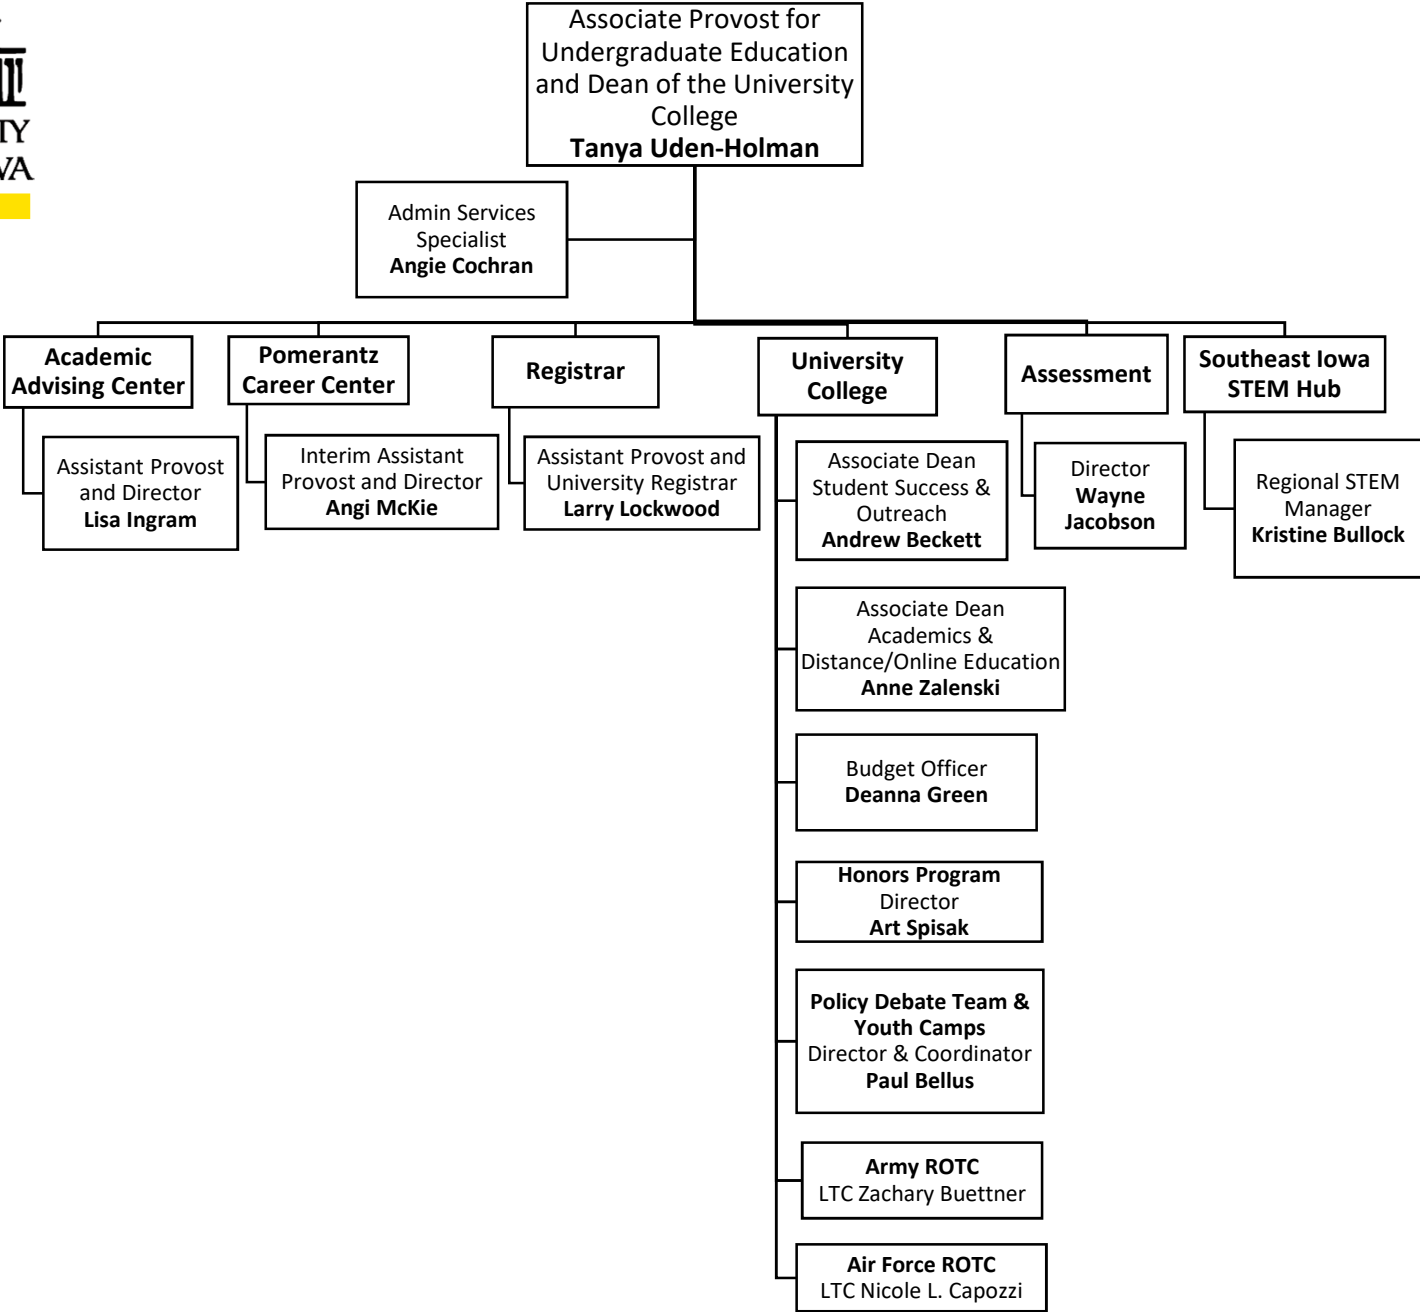 TY
VA
Associate Provost for
Undergraduate Education
and Dean of the University
College
Tanya Uden-Holman
Admin Services
Specialist
Angie Cochran
Academic
Advising Center
Assistant Provost
and Director
Lisa Ingram
Pomerantz
Career Center
Interim Assistant
Provost and Director
Angi McKie
Registrar
Assistant Provost and
University Registrar
Larry Lockwood
University
College
Associate Dean
Student Success &
Outreach
Andrew Beckett
Associate Dean
Academics &
Distance/Online Education
Anne Zalenski
Budget Officer
Deanna Green
Honors Program
Director
Art Spisak
Policy Debate Team &
Youth Camps
Director & Coordinator
Paul Bellus
Army ROTC
LTC Zachary Buettner
Air Force ROTC
LTC Nicole L. Capozzi
Assessment
Director
Wayne
Jacobson
Southeast Iowa
STEM Hub
Regional STEM
Manager
Kristine Bullock